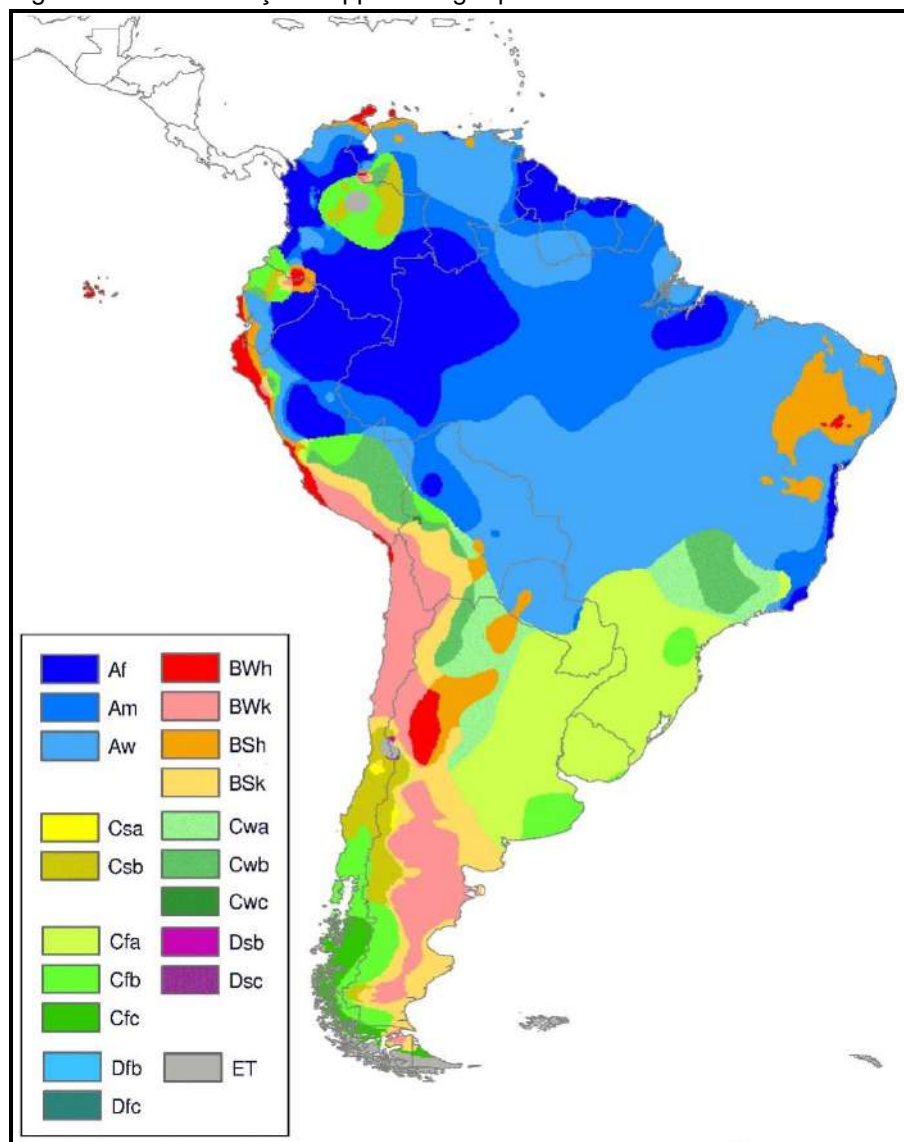 Af BWh
Am BWk
Aw BSh
BSk
Csa Cwa
Csb Cwb
Cwc
Cfa Dsb
Cfb Dsc
Cfc
Dfb ET
Dfc